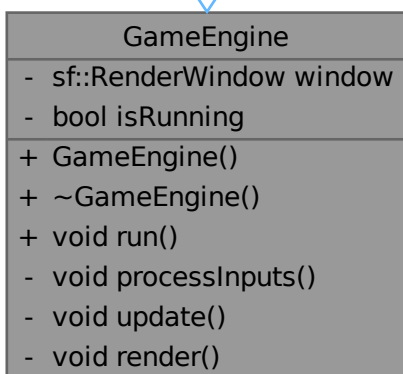 GameEngine
- sf::RenderWindow window
- bool isRunning
+ GameEngine()
+ ~GameEngine()
+ void run()
- void processInputs()
- void update()
- void render()